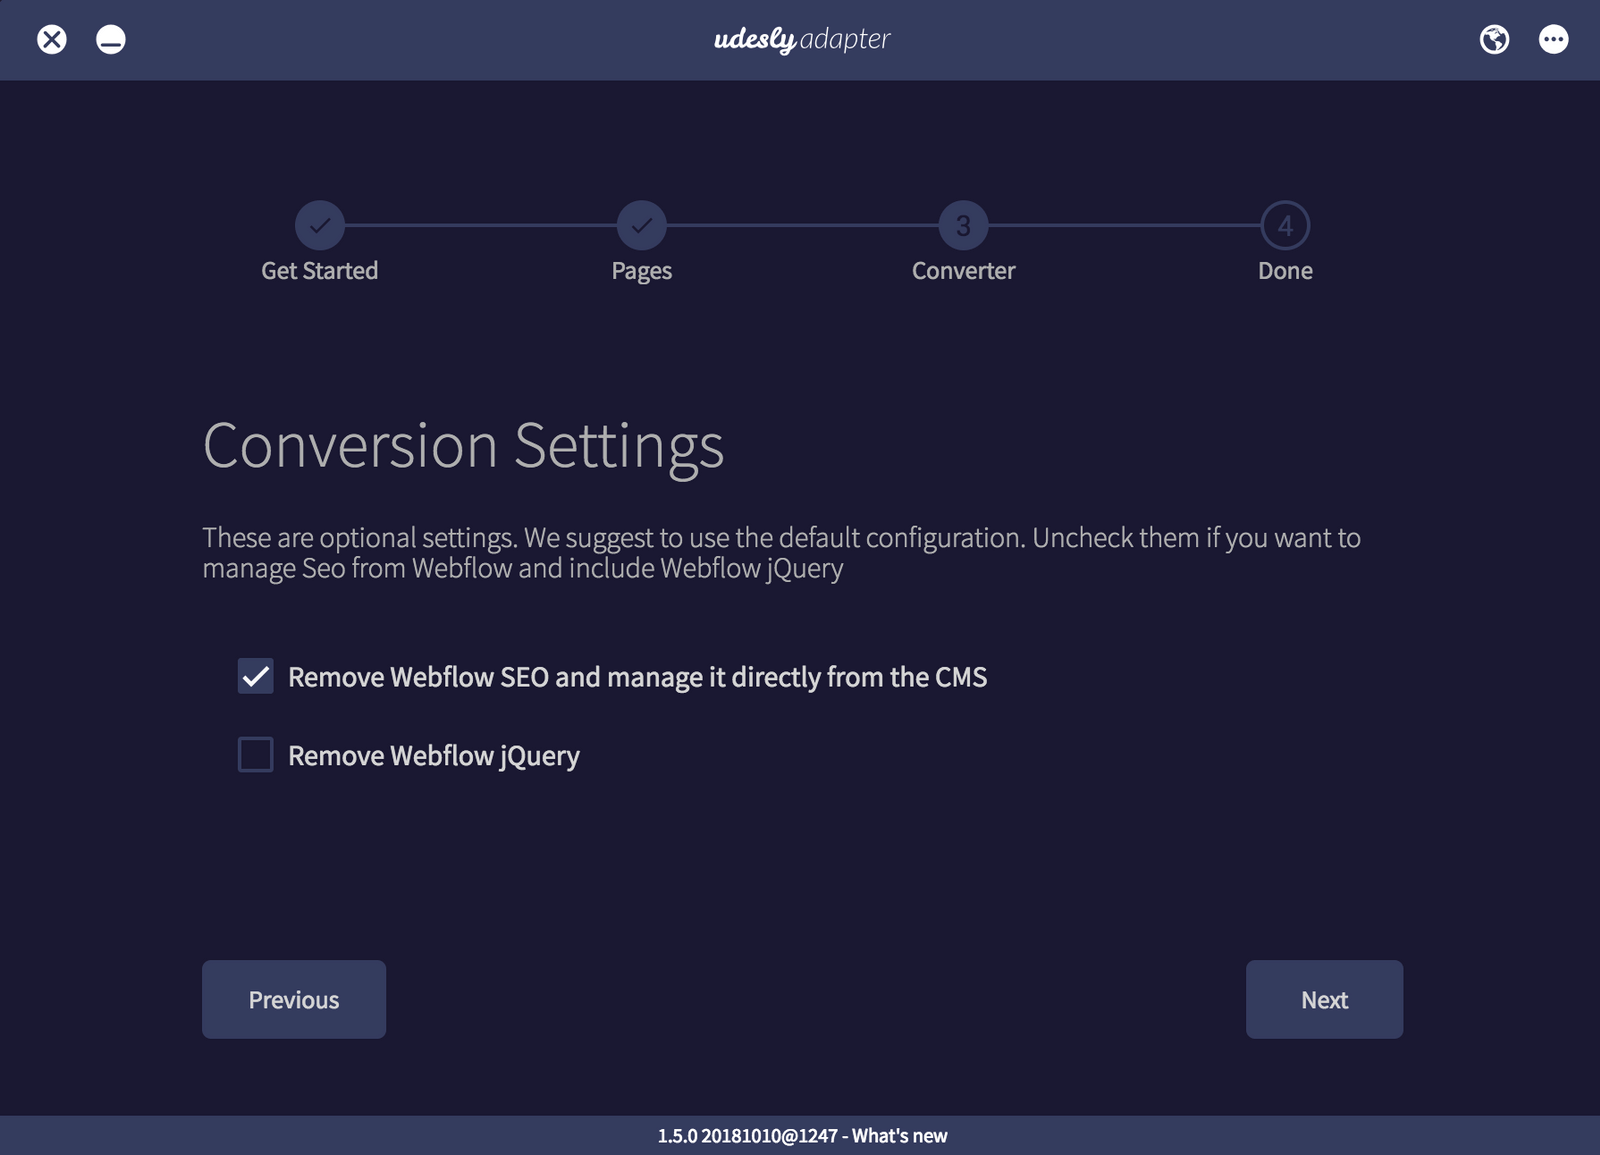 udesly adapter
3
4
Get Started
Pages
Converter
Done
Conversion Settings
These are optional settings. We suggest to use the default configuration. Uncheck them if you want to
manage Seo from Webflow and include Webflow jQuery
Remove Webflow SEO and manage it directly from the CMS
Remove Webflow jQuery
Previous
Next
1.5.0 20181010@1247 - What's new